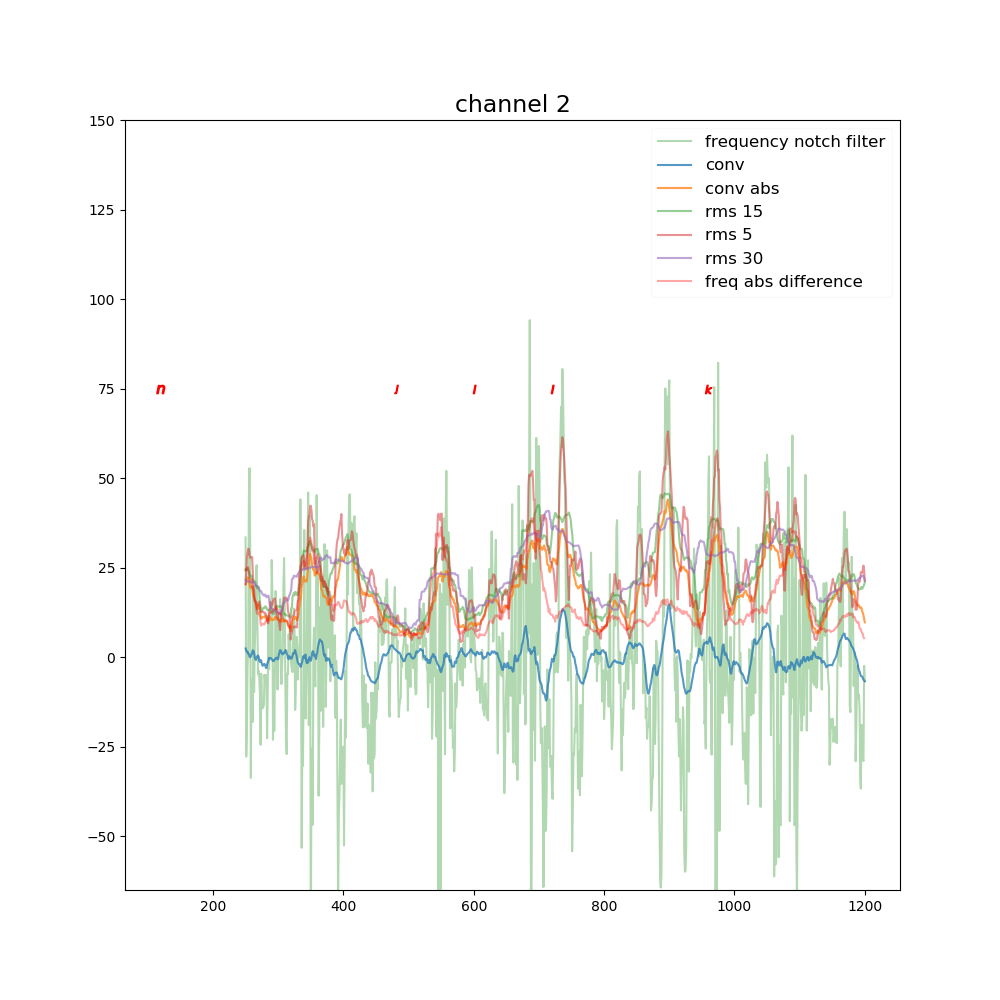 channel 2
150
125
100
75
50
25
0
−25
−50
frequency notch filter
conv
conv abs
rms 15
rms 5
rms 30
freq abs difference
n J l l k
200 400 600 800 1000 1200